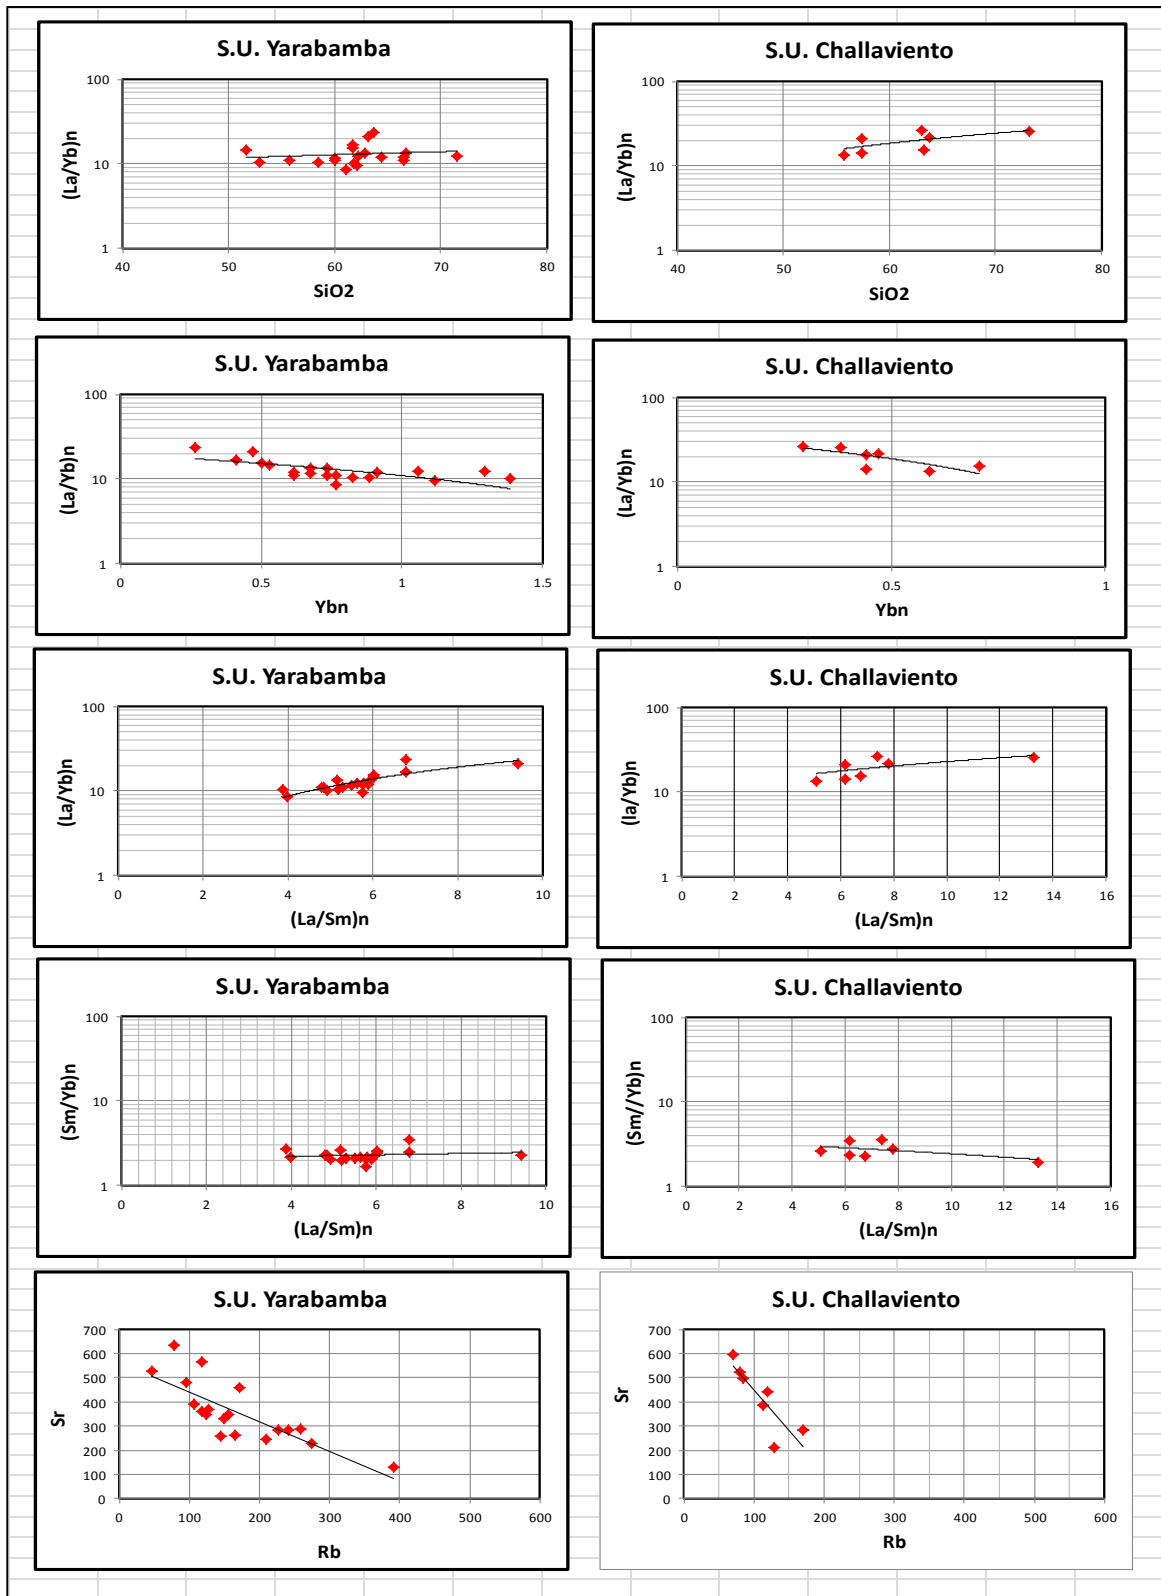 S.U. Yarabamba
100
10
1
(La/Yb)n
40 50 60 70 80
SiO2
S.U. Challaviento
100
10
1
(La/Yb)n
40 50 60 70 80
SiO2
S.U. Yarabamba
100
10
1
(La/Yb)n
0 0.5 1 1.5
Ybn
S.U. Challaviento
100
10
1
(La/Yb)n
0 0.5 1
Ybn
S.U. Yarabamba
100
10
1
(La/Yb)n
0 2 4 6 8 10
(La/Sm)n
S.U. Challaviento
100
10
1
(la/Yb)n
0 2 4 6 8 10 12 14 16
(La/Sm)n
S.U. Yarabamba
100
10
1
(Sm/Yb)n
0 2 4 6 8 10
(La/Sm)n
S.U. Challaviento
100
10
1
(Sm//Yb)n
0 2 4 6 8 10 12 14 16
(La/Sm)n
S.U. Yarabamba
700
600
500
400
300
200
100
0
Sr
0 100 200 300 400 500 600
Rb
S.U. Challaviento
700
600
500
400
300
200
100
0
Sr
0 100 200 300 400 500 600
Rb